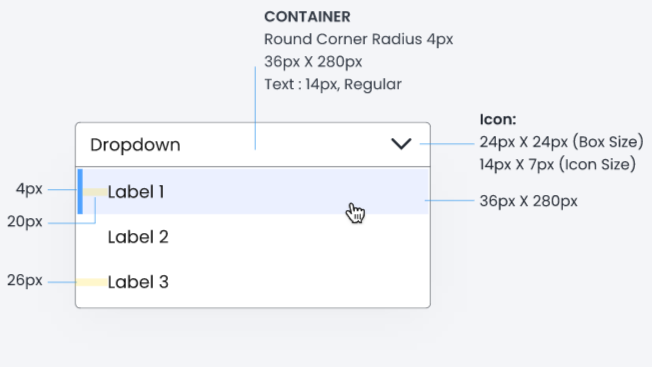 CONTAINER
Round Corner Radius 4px
36px X 280px
Text : 14px, Regular
Dropdown
Icon:
24px X 24px (Box Size)
14px X 7px (Icon Size)
4px
Label 1
36px X 280px
20px
Label 2
26px
Label 3